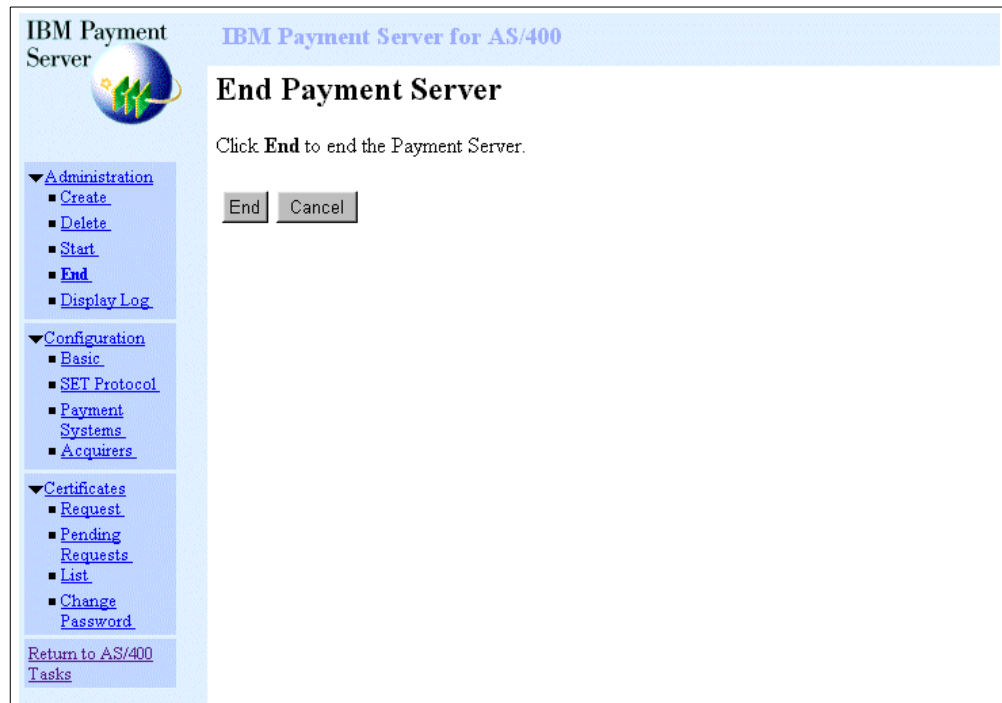 IBM Payment
Server
IBM Payment Server for AS/400
End Payment Server
Click End to end the Payment Server.
End Cancel
Administration
Create
Delete
Start
End
Display Log
Configuration
Basic
SET Protocol
Payment
Systems
Acquirers
Certificates
Request
Pending
Requests
List
Change
Password
Return to AS/400
Tasks